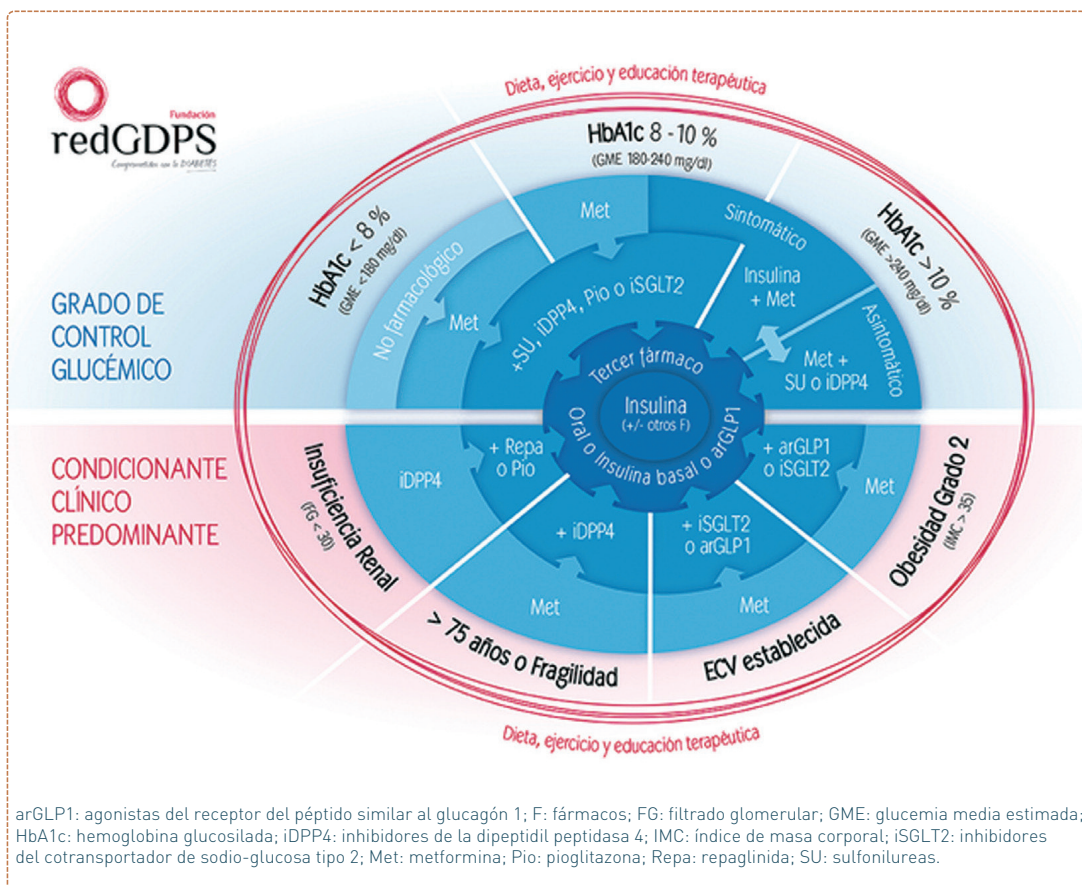 Dieta, ejercicio y educación terapéutica
Fundación
redGDPS
Comprometidos con la DIABETES
HbA1c 8 - 10 %
(GME 180-240 mg/dl)
HbA1c < 8 %
(GME <180 mg/dl)
HbA1c > 10 %
(GME >240 mg/dl)
GRADO DE
CONTROL
GLUCÉMICO
No farmacológico
Met
Met
+SU, iDPP4, Pio o iSGLT2
Sintomático
Insulina
+ Met
Asintomático
Met +
SU o iDPP4
Tercer fármaco
Oral o Insulina basal o arGLP1
Insulina
(+/- otros F)
CONDICIONANTE
CLÍNICO
PREDOMINANTE
Insuficiencia Renal
(FG < 30)
iDPP4
+ Repa
o Pio
> 75 años o Fragilidad
Met
+ iDPP4
ECV establecida
Met
+ iSGLT2
o arGLP1
Obesidad Grado 2
(IMC > 35)
Met
+ arGLP1
o iSGLT2
Dieta, ejercicio y educación terapéutica
arGLP1: agonistas del receptor del péptido similar al glucagón 1; F: fármacos; FG: filtrado glomerular; GME: glucemia media estimada;
HbA1c: hemoglobina glucosilada; iDPP4: inhibidores de la dipeptidil peptidasa 4; IMC: índice de masa corporal; iSGLT2: inhibidores
del cotransportador de sodio-glucosa tipo 2; Met: metformina; Pio: pioglitazona; Repa: repaglinida; SU: sulfonilureas.